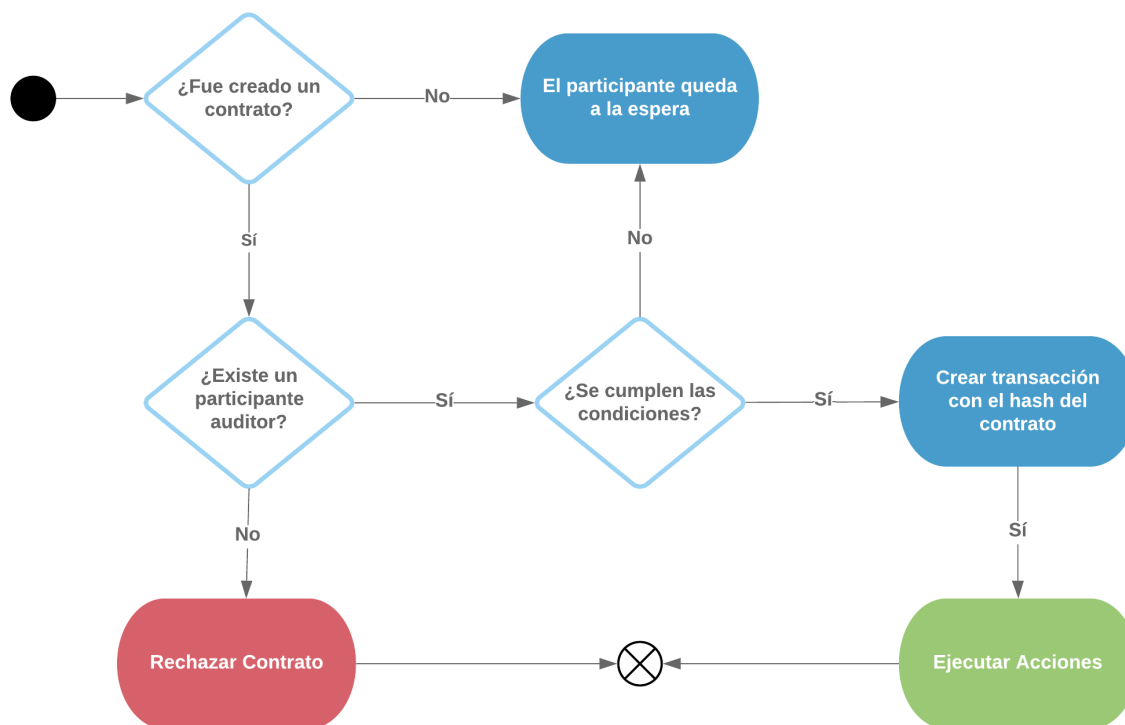 ¿Fue creado un
contrato?
No
El participante queda
a la espera
Sí
No
¿Existe un
participante
auditor?
Sí
¿Se cumplen las
condiciones?
Sí
Crear transacción
con el hash del
contrato
No
Sí
Rechazar Contrato
Ejecutar Acciones